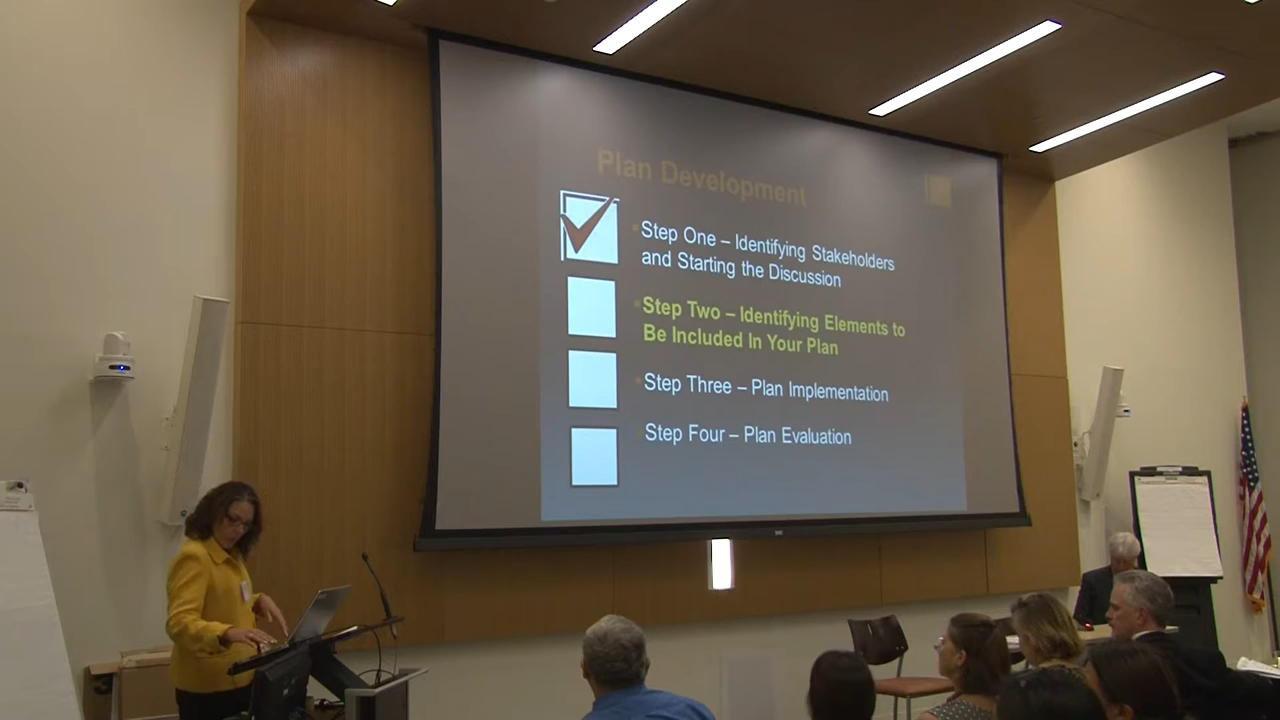 Plan Development
Step One – Identifying Stakeholders
and Starting the Discussion
Step Two – Identifying Elements to
Be Included In Your Plan
Step Three – Plan Implementation
Step Four – Plan Evaluation